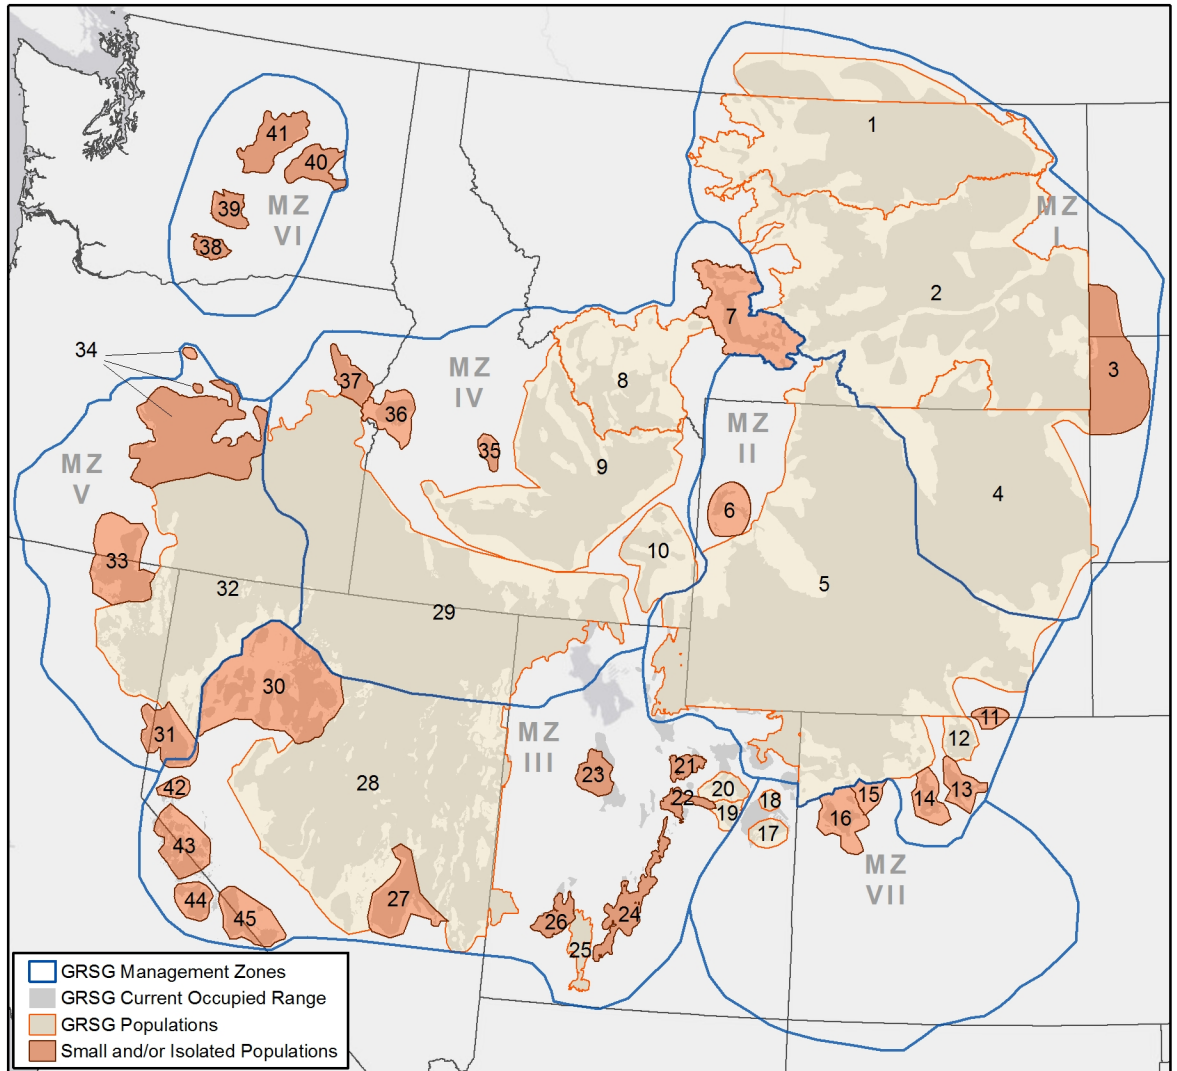 1
41
40
39
MZ
VI
38
MZ
I
2
7
3
34
37
36
MZ
IV
8
35
9
MZ
II
MZ
V
6
4
10
33
5
32
29
30
31
11
12
MZ
III
28
23
21
42
20
22
18
19
17
15
14
13
16
43
MZ
VII
27
44
45
26
24
25
GRSG Management Zones
GRSG Current Occupied Range
GRSG Populations
Small and/or Isolated Populations